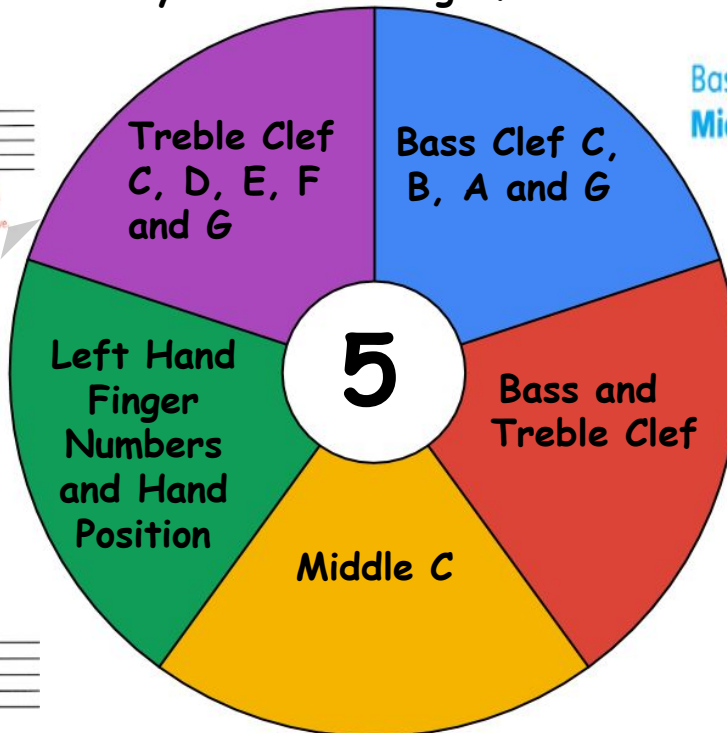 Treble Clef
C, D, E, F
and G
Bass Clef C,
B, A and G
Left Hand
Finger
Numbers
and Hand
Position
5
Bass and
Treble Clef
Middle C